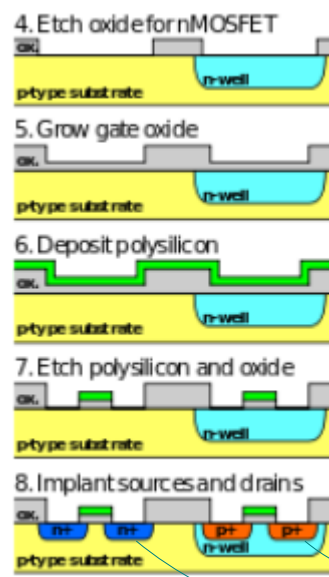 4. Etch oxide for nMOSFET
ox.
n-well
p-type substrate
5. Grow gate oxide
ox.
n-well
p-type substrate
6. Deposit polysilicon
ox.
n-well
p-type substrate
7. Etch polysilicon and oxide
ox.
n-well
p-type substrate
8. Implant sources and drains
ox.
n+ n+ p+ p+
n-well
p-type substrate